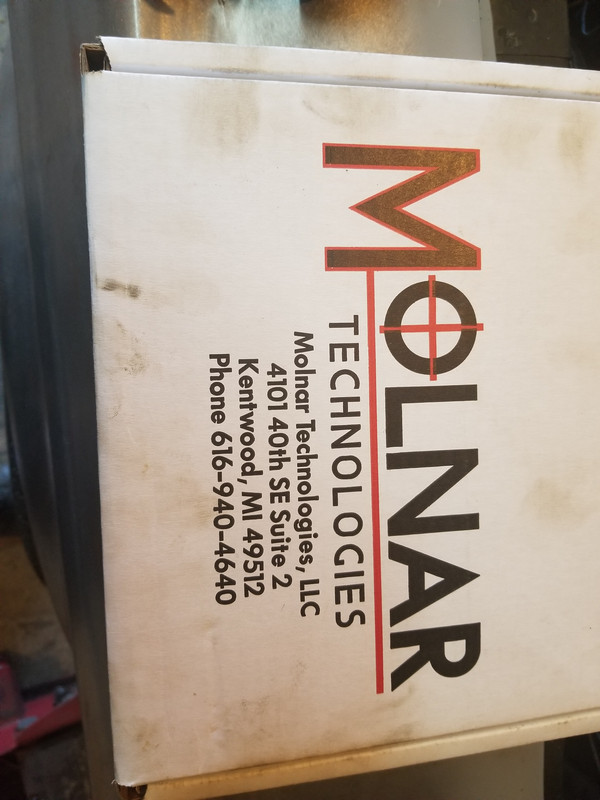 MOLNAR
TECHNOLOGIES
Molnar Technologies, LLC
4101 40th SE Suite 2
Kentwood, MI 49512
Phone 616-940-4640